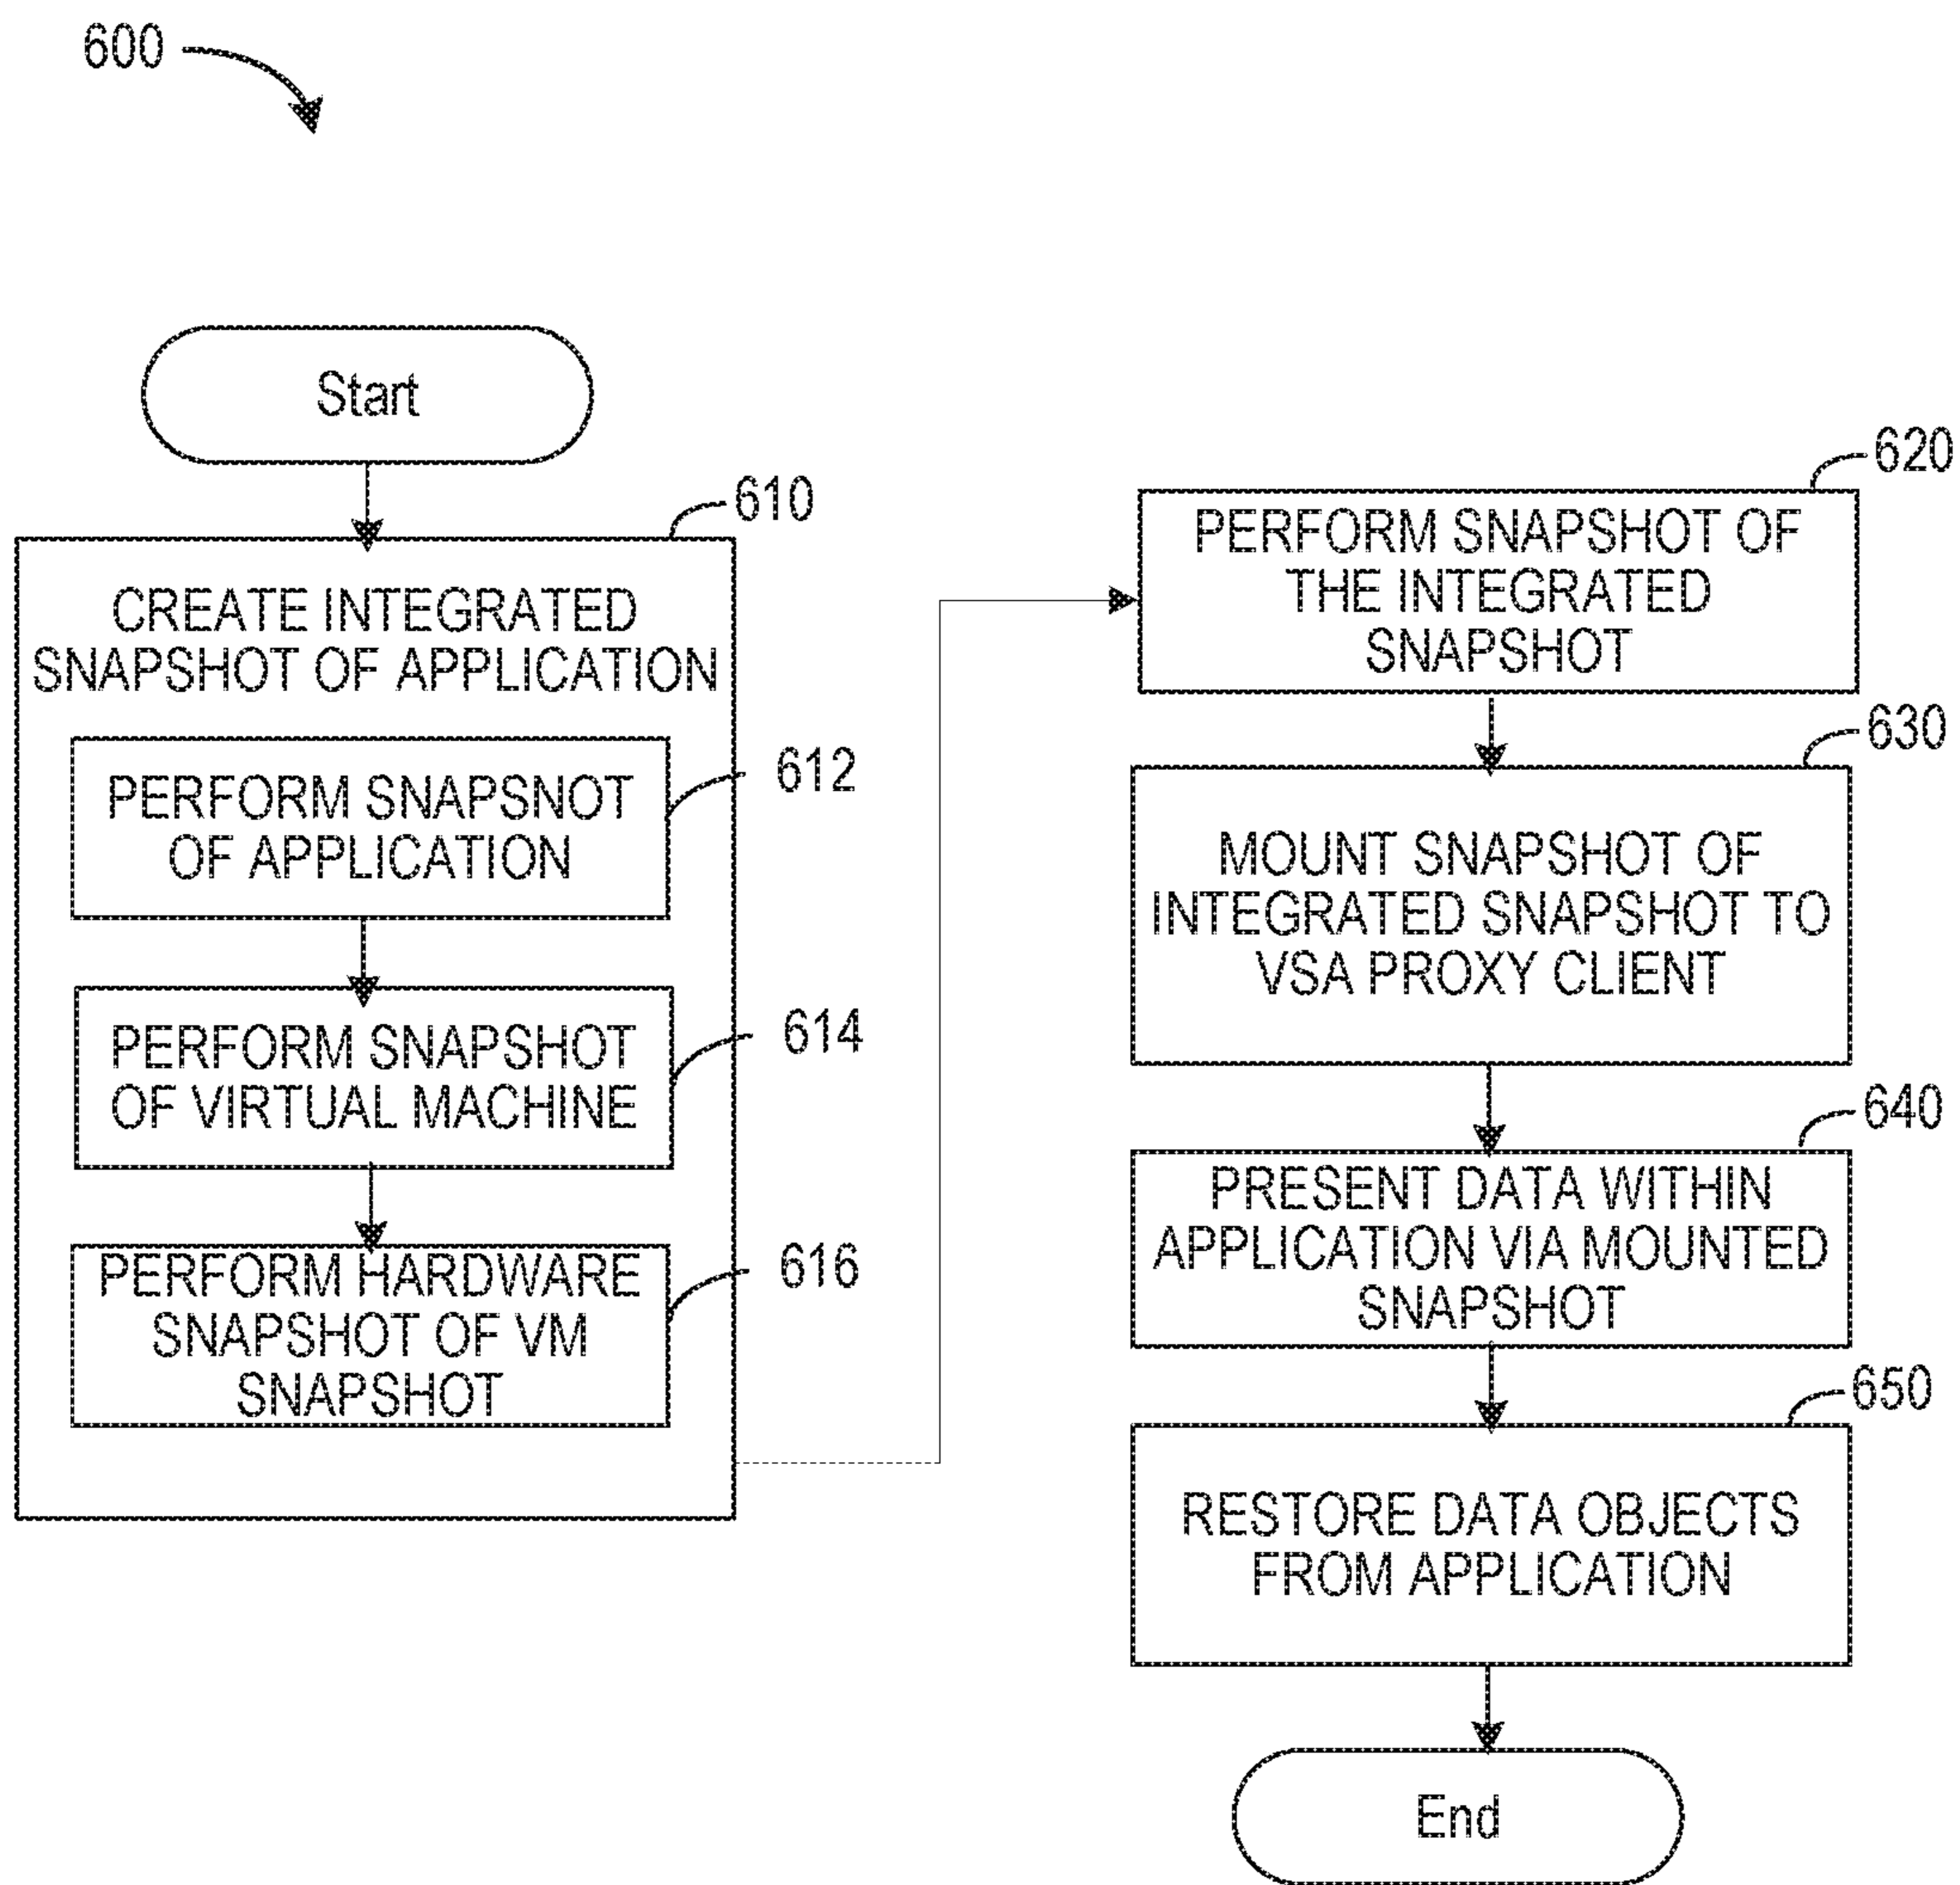 600
Start
610
CREATE INTEGRATED
SNAPSHOT OF APPLICATION
612
PERFORM SNAPSNOT
OF APPLICATION
614
PERFORM SNAPSHOT
OF VIRTUAL MACHINE
616
PERFORM HARDWARE
SNAPSHOT OF VM
SNAPSHOT
620
PERFORM SNAPSHOT OF
THE INTEGRATED
SNAPSHOT
630
MOUNT SNAPSHOT OF
INTEGRATED SNAPSHOT TO
VSA PROXY CLIENT
640
PRESENT DATA WITHIN
APPLICATION VIA MOUNTED
SNAPSHOT
650
RESTORE DATA OBJECTS
FROM APPLICATION
End